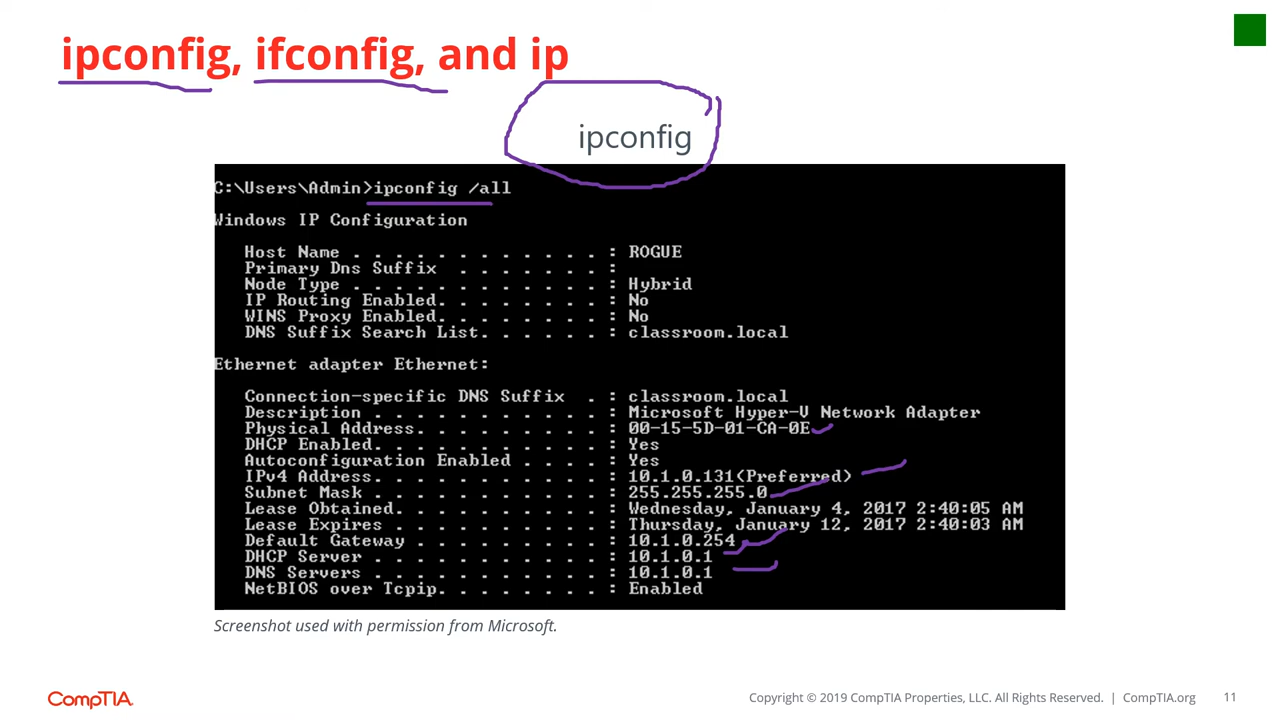 ipconfig, ifconfig, and ip
ipconfig
C:\Users\Admin>ipconfig /all
Windows IP Configuration
Host Name . . . . . . . . . . . . : ROGUE
Primary Dns Suffix  . . . . . . . :
Node Type . . . . . . . . . . . . : Hybrid
IP Routing Enabled. . . . . . . . : No
WINS Proxy Enabled. . . . . . . . : No
DNS Suffix Search List. . . . . . : classroom.local
Ethernet adapter Ethernet:
Connection-specific DNS Suffix  . : classroom.local
Description . . . . . . . . . . . : Microsoft Hyper-V Network Adapter
Physical Address. . . . . . . . . : 00-15-5D-01-CA-0E
DHCP Enabled. . . . . . . . . . . : Yes
Autoconfiguration Enabled . . . . : Yes
IPv4 Address. . . . . . . . . . . : 10.1.0.131(Preferred)
Subnet Mask . . . . . . . . . . . : 255.255.255.0
Lease Obtained. . . . . . . . . . : Wednesday, January 4, 2017 2:40:05 AM
Lease Expires . . . . . . . . . . : Thursday, January 12, 2017 2:40:03 AM
Default Gateway . . . . . . . . . : 10.1.0.254
DHCP Server . . . . . . . . . . . : 10.1.0.1
DNS Servers . . . . . . . . . . . : 10.1.0.1
NetBIOS over Tcpip. . . . . . . . : Enabled
Screenshot used with permission from Microsoft.
CompTIA.
Copyright © 2019 CompTIA Properties, LLC. All Rights Reserved. | CompTIA.org 11